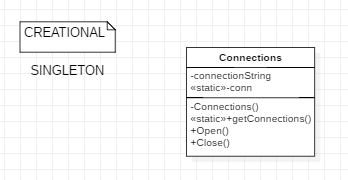 CREATIONAL
SINGLETON
Connections
-connectionString
«static»-conn
-Connections()
«static»+getConnections()
+Open()
+Close()